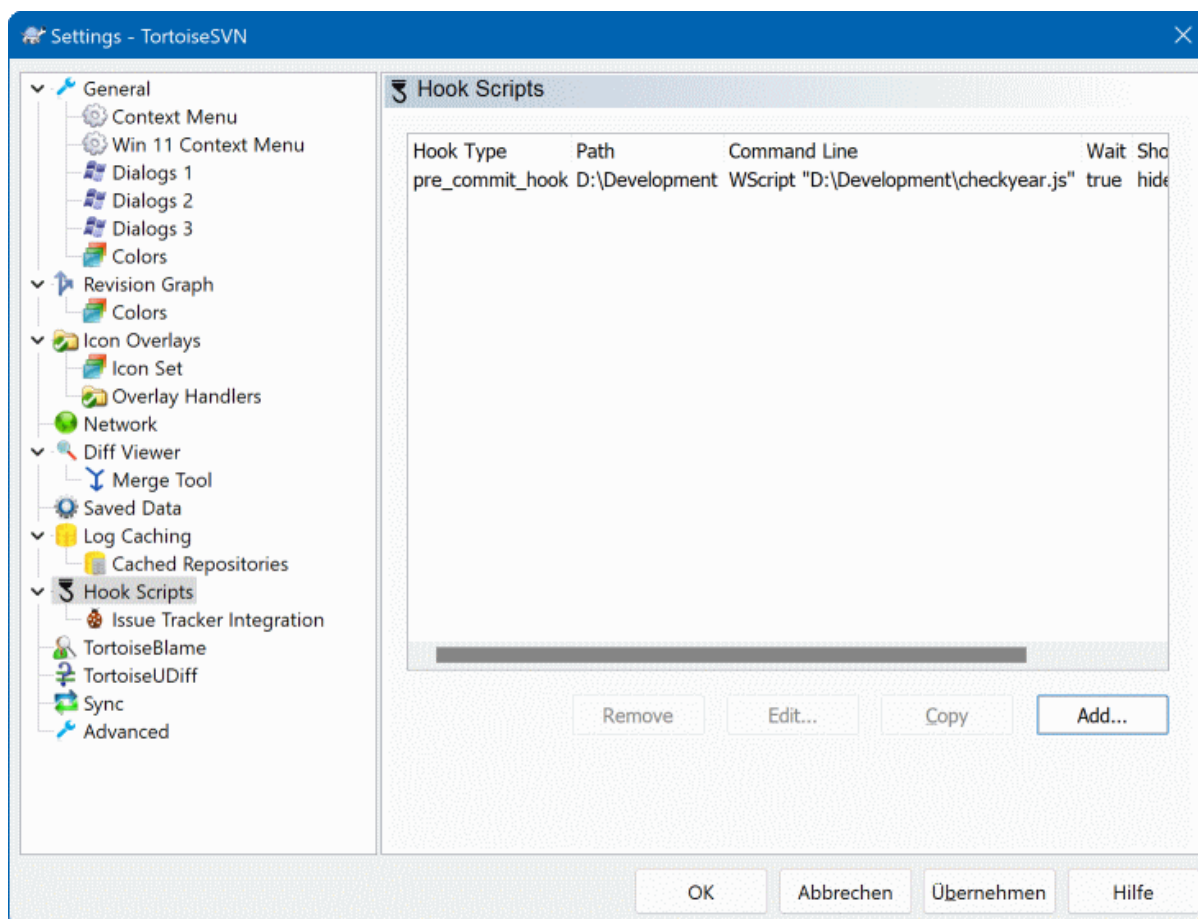 Settings - TortoiseSVN
General
Context Menu
Win 11 Context Menu
Dialogs 1
Dialogs 2
Dialogs 3
Colors
Revision Graph
Colors
Icon Overlays
Icon Set
Overlay Handlers
Network
Diff Viewer
Merge Tool
Saved Data
Log Caching
Cached Repositories
Hook Scripts
Issue Tracker Integration
TortoiseBlame
TortoiseUDiff
Sync
Advanced
Hook Scripts
Hook Type Path Command Line Wait Sho
pre_commit_hook D:\Development WScript "D:\Development\checkyear.js" true hide
Remove Edit... Copy Add...
OK Abbrechen Übernehmen Hilfe